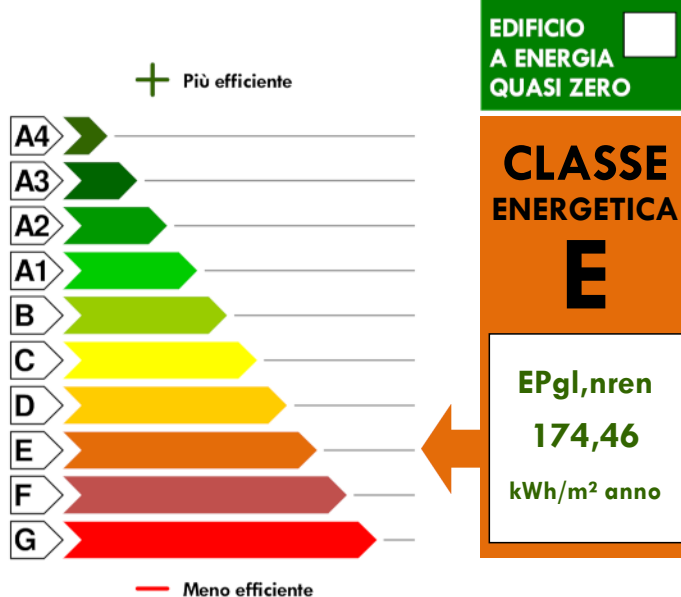 EDIFICIO
A ENERGIA
QUASI ZERO
Più efficiente
A4
A3
A2
A1
B
C
D
E
F
G
Meno efficiente
CLASSE
ENERGETICA
E
EPgl,nren
174,46
kWh/m² anno